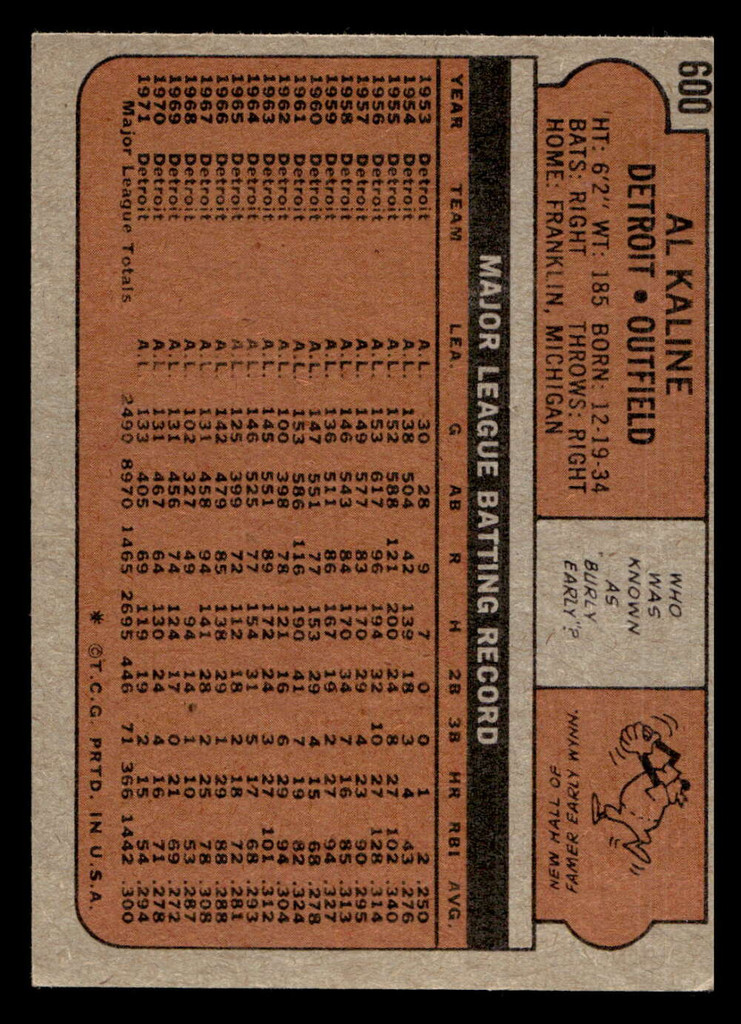 600
AL KALINE
DETROIT • OUTFIELD
HT: 6'2" WT: 185 BORN: 12-19-34
BATS: RIGHT THROWS: RIGHT
HOME: FRANKLIN, MICHIGAN
WHO
WAS
KNOWN
AS
"BURLY
EARLY"?
NEW HALL OF
FAMER EARLY WYNN.
MAJOR LEAGUE BATTING RECORD
YEAR TEAM LEA. G AB R H 2B 3B HR RBI AVG.
1953 Detroit A.L. 30 28 9 7 0 0 1 2 .250
1954 Detroit A.L. 138 504 42 139 18 3 4 43 .276
1955 Detroit A.L. 152 588 121 200 24 8 27 102 .340
1956 Detroit A.L. 153 617 96 194 32 10 27 128 .314
1957 Detroit A.L. 149 577 83 170 29 4 23 90 .295
1958 Detroit A.L. 146 543 84 170 34 7 16 85 .313
1959 Detroit A.L. 136 511 86 167 19 2 27 94 .327
1960 Detroit A.L. 147 551 77 153 29 4 15 68 .278
1961 Detroit A.L. 153 586 116 190 41 7 19 82 .324
1962 Detroit A.L. 100 398 78 121 16 6 29 94 .304
1963 Detroit A.L. 145 551 89 172 24 3 27 101 .312
1964 Detroit A.L. 146 525 77 154 31 5 17 68 .293
1965 Detroit A.L. 125 399 72 112 18 2 18 72 .281
1966 Detroit A.L. 142 479 85 138 29 1 29 88 .288
1967 Detroit A.L. 131 458 94 141 28 2 25 78 .308
1968 Detroit A.L. 102 327 49 94 14 1 10 53 .287
1969 Detroit A.L. 131 456 74 124 17 0 21 69 .272
1970 Detroit A.L. 131 467 64 130 24 4 16 71 .278
1971 Detroit A.L. 133 405 69 119 19 2 15 54 .294
Major League Totals 2490 8970 1465 2695 446 71 366 1442 .300
* ©T.C.G. PRTD. IN U.S.A.